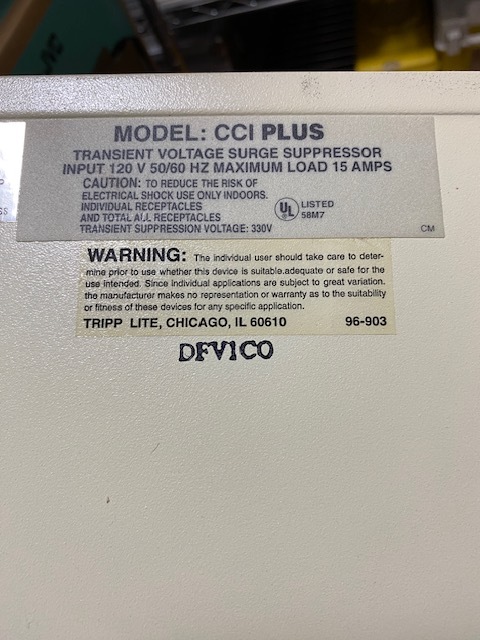 JVC
MODEL: CCI PLUS
TRANSIENT VOLTAGE SURGE SUPPRESSOR
INPUT 120 V 50/60 HZ MAXIMUM LOAD 15 AMPS
CAUTION: TO REDUCE THE RISK OF
ELECTRICAL SHOCK USE ONLY INDOORS.
INDIVIDUAL RECEPTACLES
AND TOTAL ALL RECEPTACLES
TRANSIENT SUPPRESSION VOLTAGE: 330V
UL LISTED
58M7
CM
WARNING: The individual user should take care to deter-
mine prior to use whether this device is suitable.adequate or safe for the
use intended. Since individual applications are subject to great variation.
the manufacturer makes no representation or warranty as to the suitability
or fitness of these devices for any specific application.
TRIPP LITE, CHICAGO, IL 60610 96-903
DFV1CO